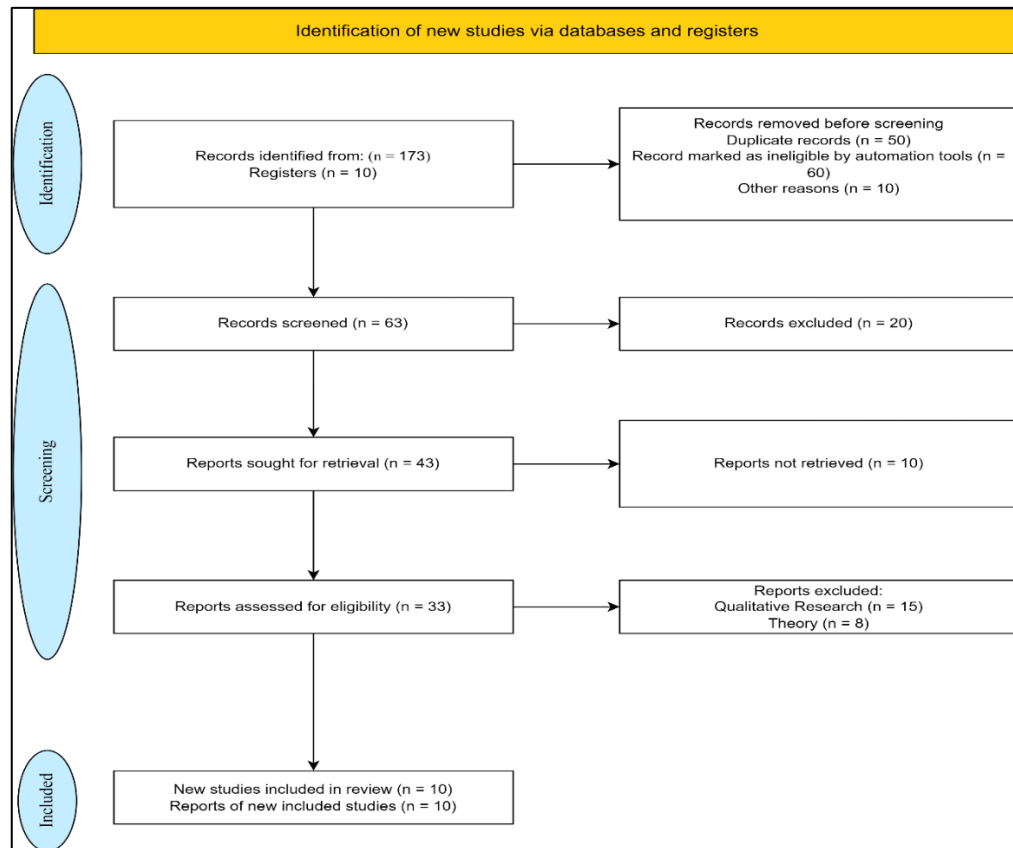 Identification of new studies via databases and registers
Identification
Records identified from: (n = 173)
Registers (n = 10)
Records removed before screening
Duplicate records (n = 50)
Record marked as ineligible by automation tools (n =
60)
Other reasons (n = 10)
Screening
Records screened (n = 63)
Records excluded (n = 20)
Reports sought for retrieval (n = 43)
Reports not retrieved (n = 10)
Reports assessed for eligibility (n = 33)
Reports excluded:
Qualitative Research (n = 15)
Theory (n = 8)
Included
New studies included in review (n = 10)
Reports of new included studies (n = 10)